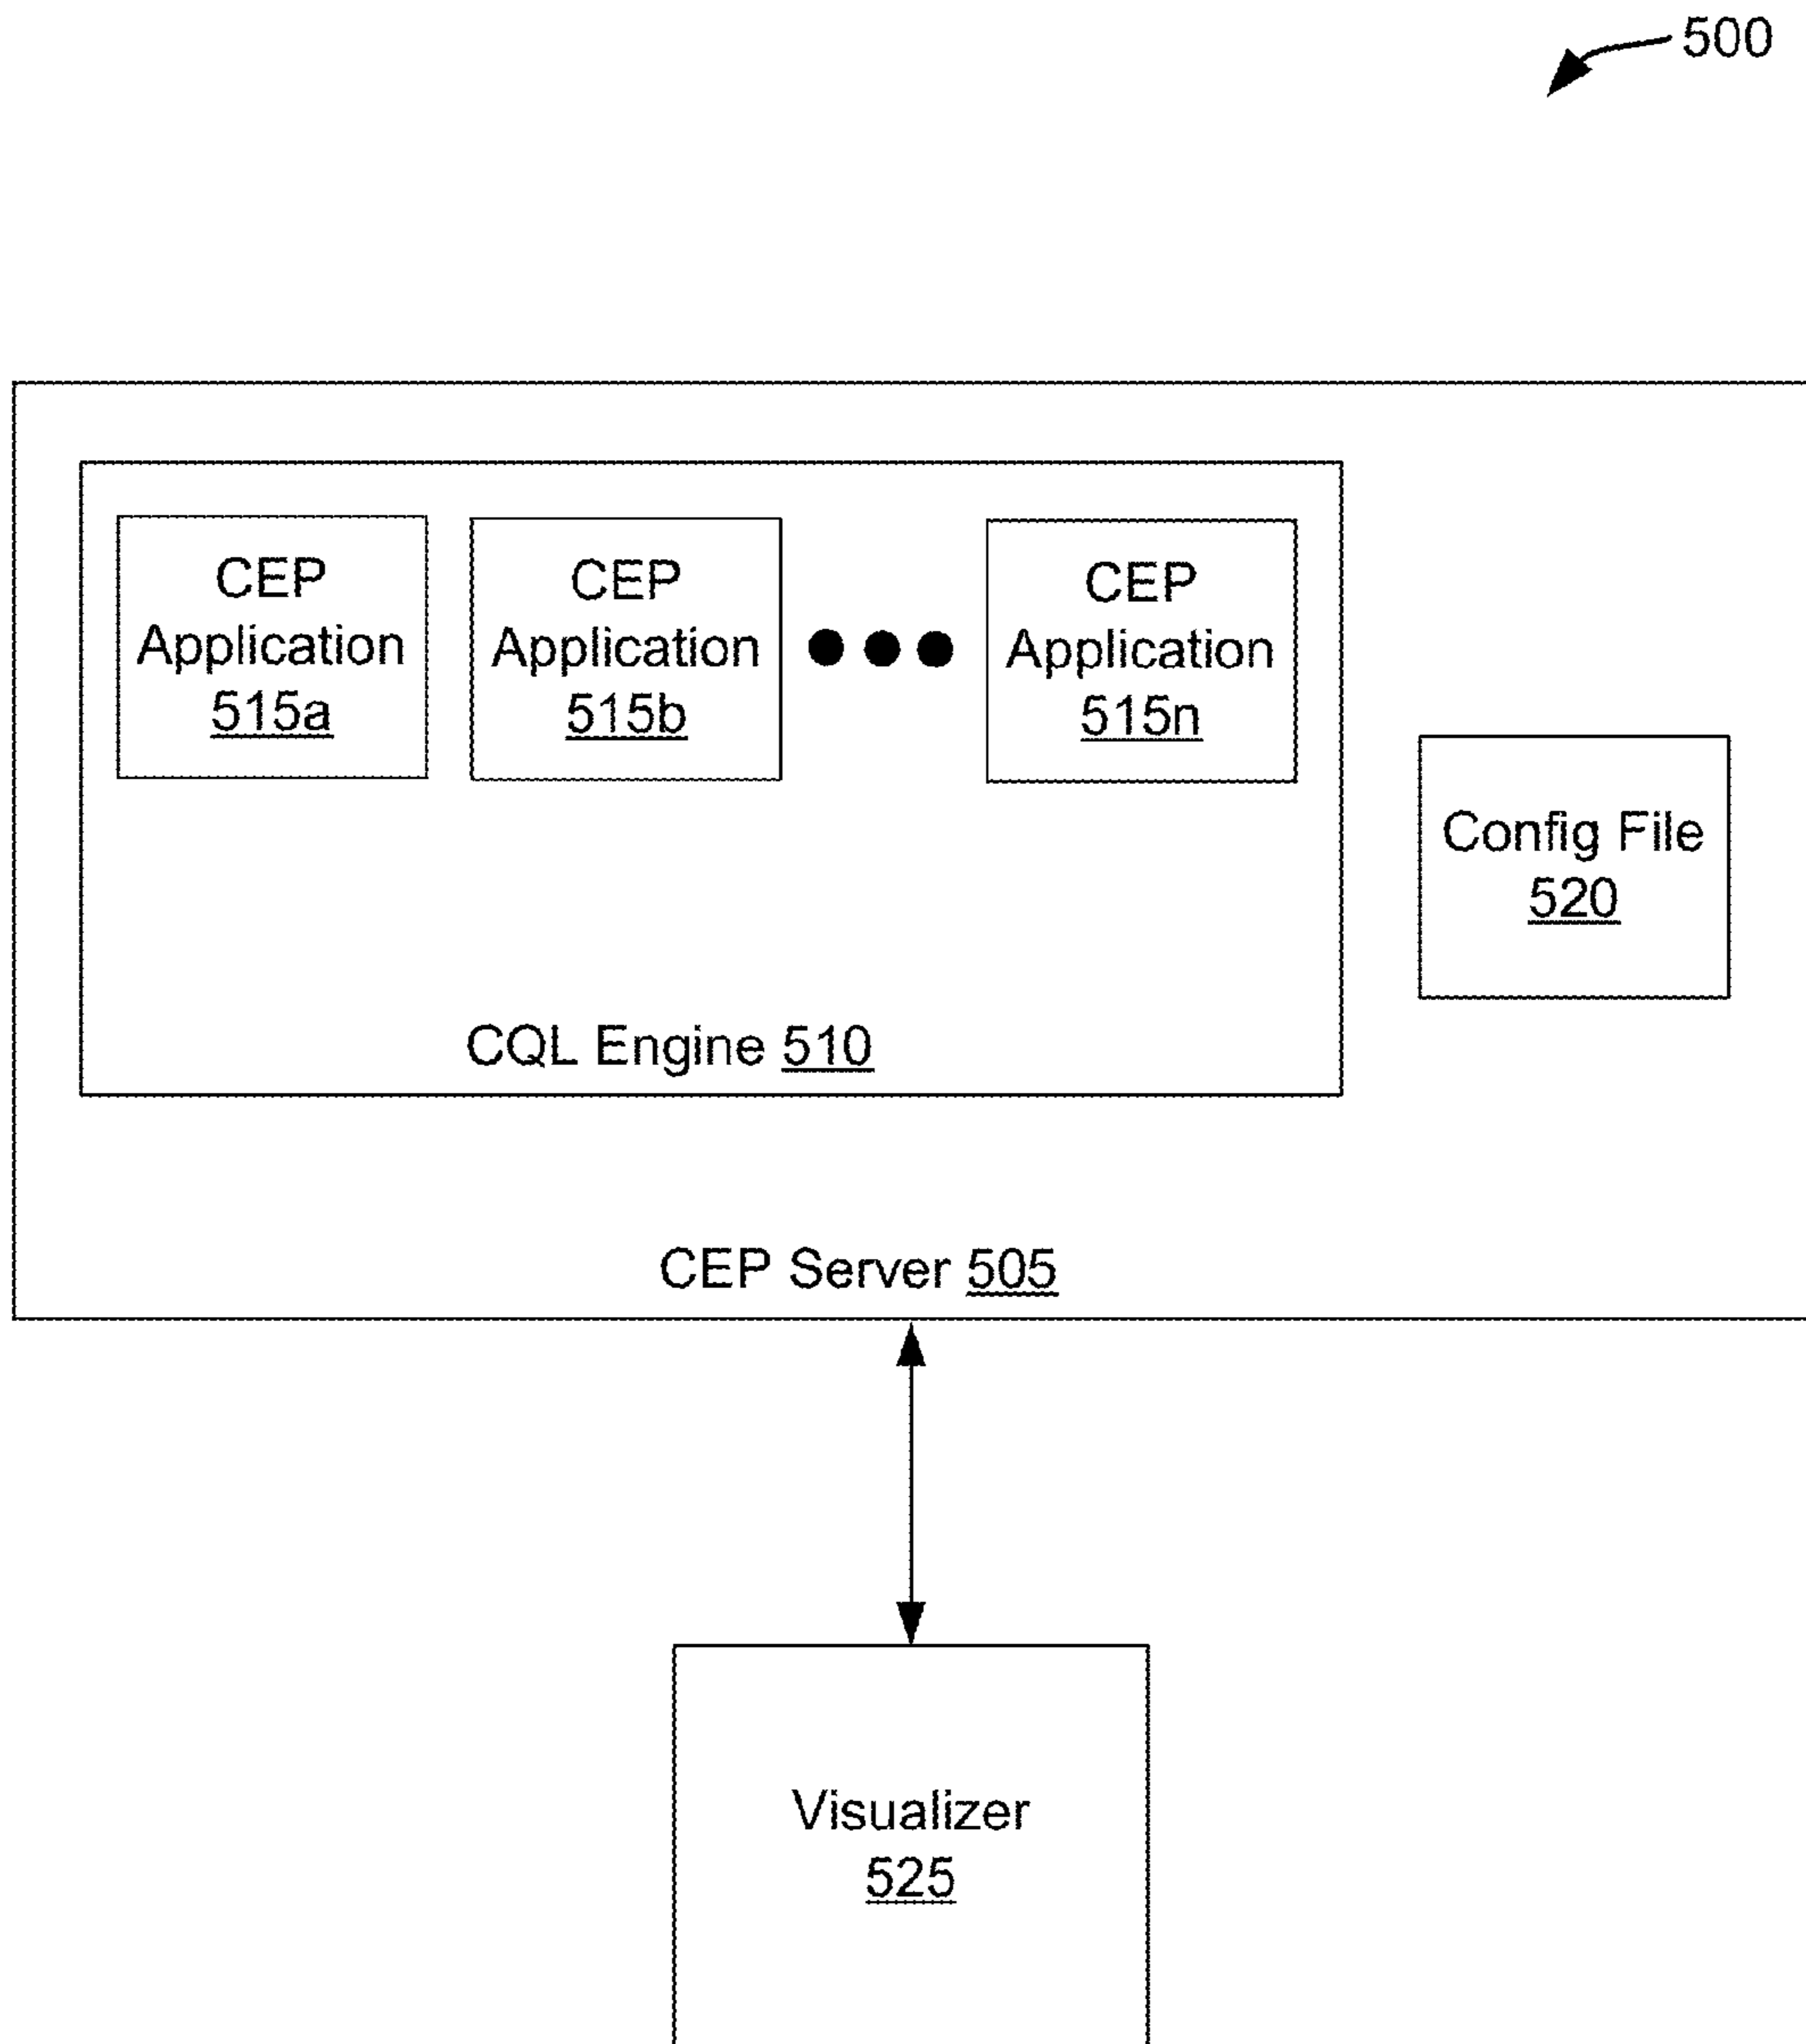 500
CEP
Application
515a
CEP
Application
515b
CEP
Application
515n
Config File
520
CQL Engine 510
CEP Server 505
Visualizer
525